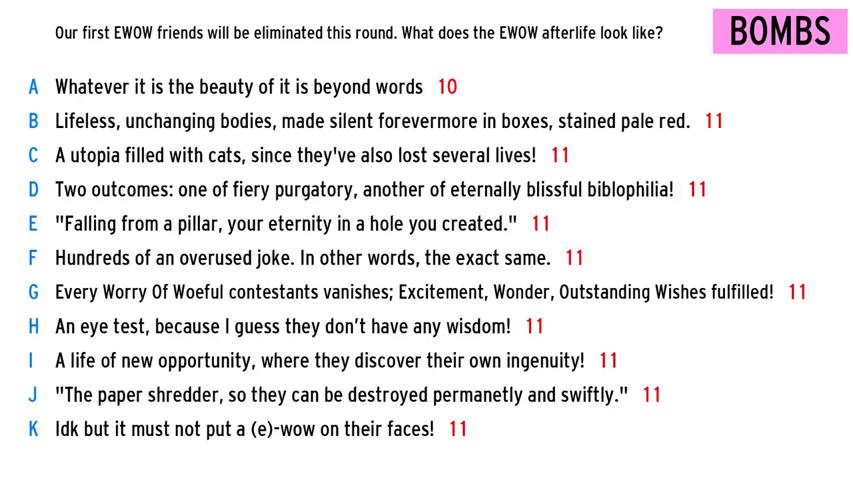 Our first EWOW friends will be eliminated this round. What does the EWOW afterlife look like?
BOMBS
A Whatever it is the beauty of it is beyond words 10
B Lifeless, unchanging bodies, made silent forevermore in boxes, stained pale red. 11
C A utopia filled with cats, since they've also lost several lives! 11
D Two outcomes: one of fiery purgatory, another of eternally blissful biblophilia! 11
E "Falling from a pillar, your eternity in a hole you created." 11
F Hundreds of an overused joke. In other words, the exact same. 11
G Every Worry Of Woeful contestants vanishes; Excitement, Wonder, Outstanding Wishes fulfilled! 11
H An eye test, because I guess they don’t have any wisdom! 11
I A life of new opportunity, where they discover their own ingenuity! 11
J "The paper shredder, so they can be destroyed permanetly and swiftly." 11
K Idk but it must not put a (e)-wow on their faces! 11